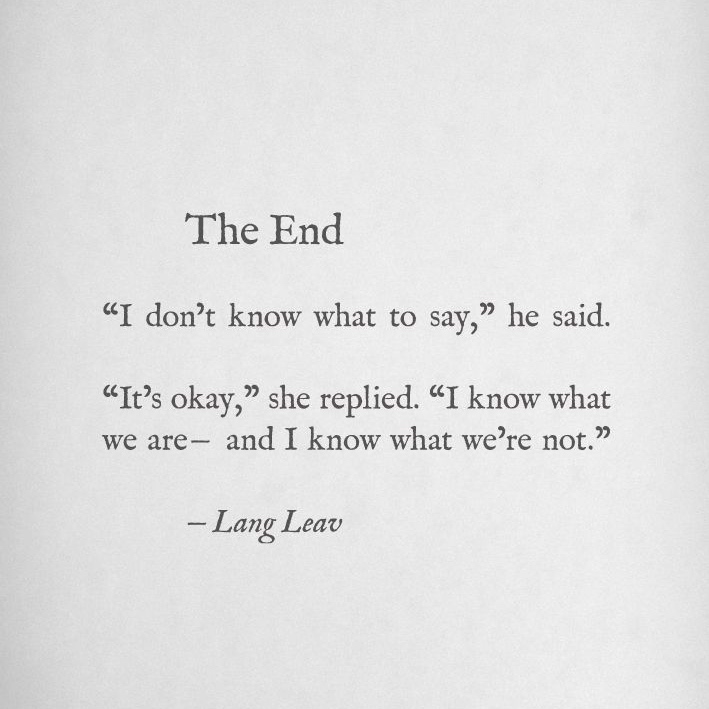 The End
“I don’t know what to say,” he said.
“It’s okay,” she replied. “I know what
we are— and I know what we’re not.”
— Lang Leav